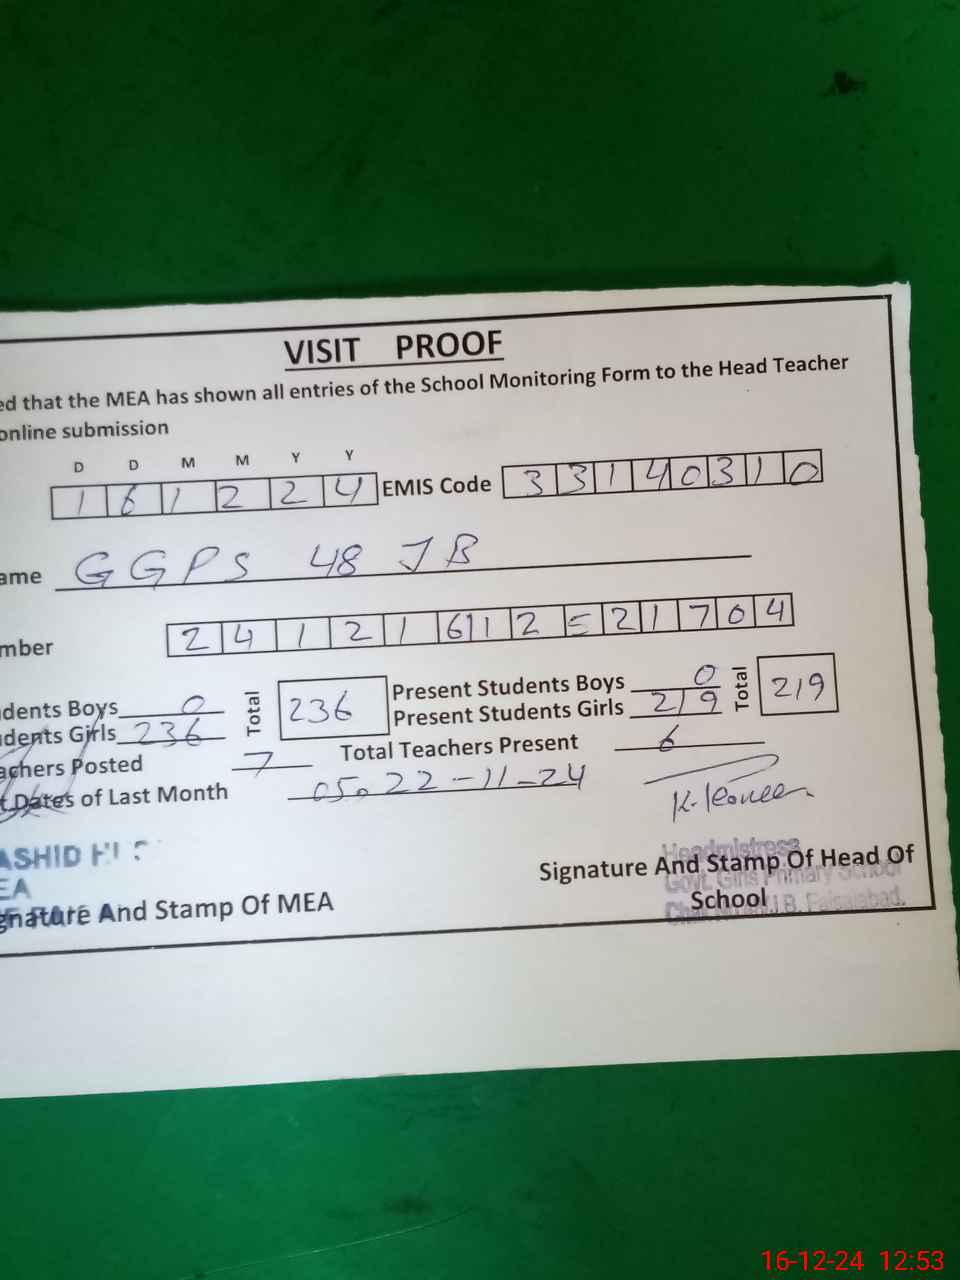 VISIT PROOF
ed that the MEA has shown all entries of the School Monitoring Form to the Head Teacher
online submission
D D M M Y Y
1 6 1 2 2 4 EMIS Code 3 3 1 4 0 3 1 0
ame GGPS 48 JB
mber 2 4 1 2 1 6 1 2 = 2 1 7 0 4
dents Boys 0 Total 236 Present Students Boys 0 Total 219
dents Girls 236 Present Students Girls 219
achers Posted 7 Total Teachers Present 6
t Dates of Last Month 22-11-24
ASHID
EA
gnature And Stamp Of MEA
Headmistress
Signature And Stamp Of Head Of
Govt. Girls Primary School
School
J.B. Faisalabad.
16-12-24 12:53